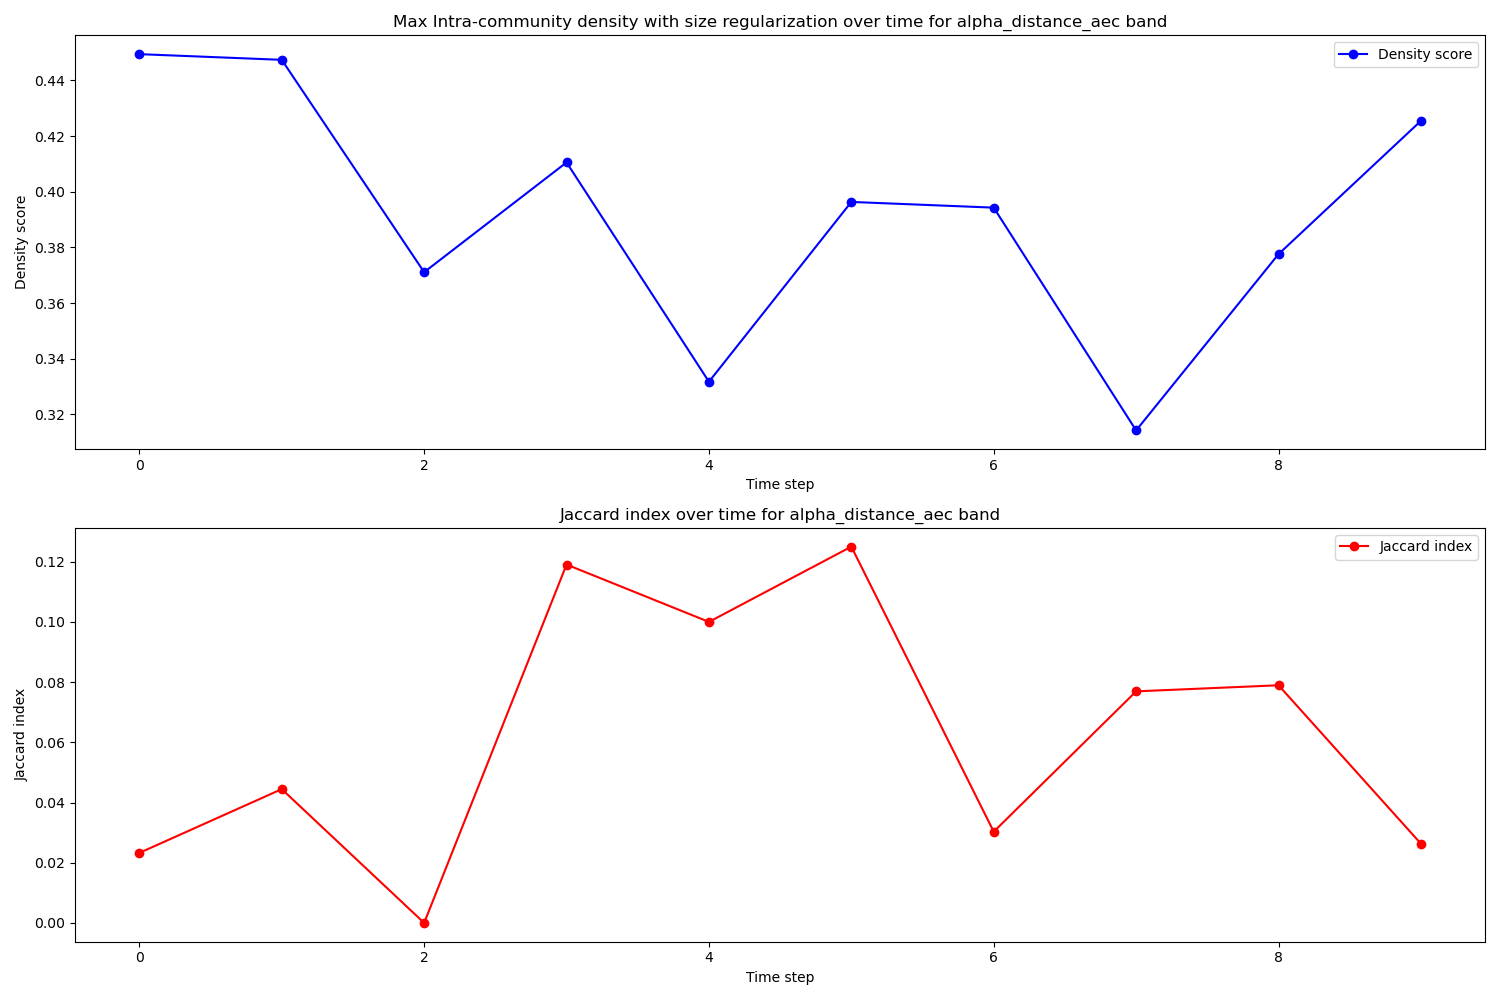 Max Intra-community density with size regularization over time for alpha_distance_aec band
Density score
0.44
0.42
0.40
0.38
0.36
0.34
0.32
Density score
0 2 4 6 8
Time step
Jaccard index over time for alpha_distance_aec band
Jaccard index
0.12
0.10
0.08
0.06
0.04
0.02
0.00
Jaccard index
0 2 4 6 8
Time step